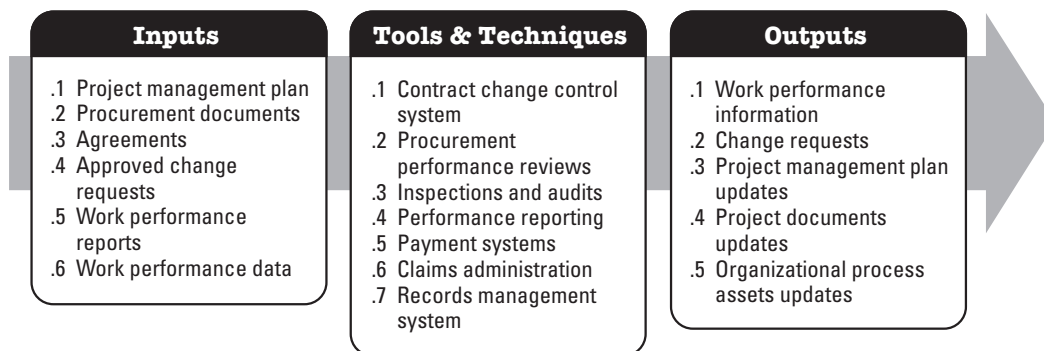 Inputs
.1 Project management plan
.2 Procurement documents
.3 Agreements
.4 Approved change
requests
.5 Work performance
reports
.6 Work performance data
Tools & Techniques
.1 Contract change control
system
.2 Procurement
performance reviews
.3 Inspections and audits
.4 Performance reporting
.5 Payment systems
.6 Claims administration
.7 Records management
system
Outputs
.1 Work performance
information
.2 Change requests
.3 Project management plan
updates
.4 Project documents
updates
.5 Organizational process
assets updates